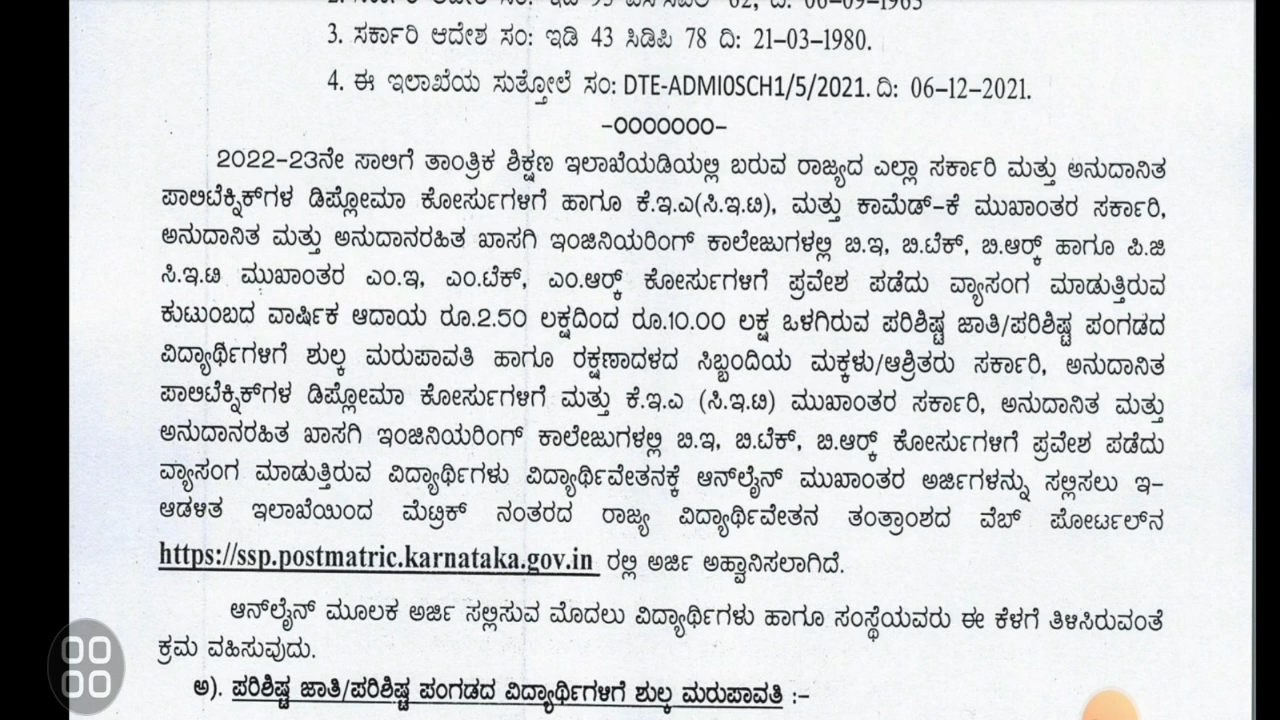 3. ಸರ್ಕಾರಿ ಆದೇಶ ಸಂ: ಇಡಿ 43 ಸಿಡಿಪಿ 78 ದಿ: 21-03-1980.
4. ಈ ಇಲಾಖೆಯ ಸುತ್ತೋಲೆ ಸಂ: DTE-ADMI0SCH1/5/2021. ದಿ: 06-12-2021.
-೦೦೦೦೦೦೦-
2022-23ನೇ ಸಾಲಿಗೆ ತಾಂತ್ರಿಕ ಶಿಕ್ಷಣ ಇಲಾಖೆಯಡಿಯಲ್ಲಿ ಬರುವ ರಾಜ್ಯದ ಎಲ್ಲಾ ಸರ್ಕಾರಿ ಮತ್ತು ಅನುದಾನಿತ
ಪಾಲಿಟೆಕ್ನಿಕ್‌ಗಳ ಡಿಪ್ಲೋಮಾ ಕೋರ್ಸುಗಳಿಗೆ ಹಾಗೂ ಕೆ.ಇ.ಎ(ಸಿ.ಇ.ಟಿ), ಮತ್ತು ಕಾಮೆಡ್-ಕೆ ಮುಖಾಂತರ ಸರ್ಕಾರಿ,
ಅನುದಾನಿತ ಮತ್ತು ಅನುದಾನರಹಿತ ಖಾಸಗಿ ಇಂಜಿನಿಯರಿಂಗ್ ಕಾಲೇಜುಗಳಲ್ಲಿ ಬಿ.ಇ, ಬಿ.ಟೆಕ್, ಬಿ.ಆರ್ಕ್ ಹಾಗೂ ಪಿ.ಜಿ
ಸಿ.ಇ.ಟಿ ಮುಖಾಂತರ ಎಂ.ಇ, ಎಂ.ಟೆಕ್, ಎಂ.ಆರ್ಕ್ ಕೋರ್ಸುಗಳಿಗೆ ಪ್ರವೇಶ ಪಡೆದು ವ್ಯಾಸಂಗ ಮಾಡುತ್ತಿರುವ
ಕುಟುಂಬದ ವಾರ್ಷಿಕ ಆದಾಯ ರೂ.2.50 ಲಕ್ಷದಿಂದ ರೂ.10.00 ಲಕ್ಷ ಒಳಗಿರುವ ಪರಿಶಿಷ್ಟ ಜಾತಿ/ಪರಿಶಿಷ್ಟ ಪಂಗಡದ
ವಿದ್ಯಾರ್ಥಿಗಳಿಗೆ ಶುಲ್ಕ ಮರುಪಾವತಿ ಹಾಗೂ ರಕ್ಷಣಾದಳದ ಸಿಬ್ಬಂದಿಯ ಮಕ್ಕಳು/ಆಶ್ರಿತರು ಸರ್ಕಾರಿ, ಅನುದಾನಿತ
ಪಾಲಿಟೆಕ್ನಿಕ್‌ಗಳ ಡಿಪ್ಲೋಮಾ ಕೋರ್ಸುಗಳಿಗೆ ಮತ್ತು ಕೆ.ಇ.ಎ (ಸಿ.ಇ.ಟಿ) ಮುಖಾಂತರ ಸರ್ಕಾರಿ, ಅನುದಾನಿತ ಮತ್ತು
ಅನುದಾನರಹಿತ ಖಾಸಗಿ ಇಂಜಿನಿಯರಿಂಗ್ ಕಾಲೇಜುಗಳಲ್ಲಿ ಬಿ.ಇ, ಬಿ.ಟೆಕ್, ಬಿ.ಆರ್ಕ್ ಕೋರ್ಸುಗಳಿಗೆ ಪ್ರವೇಶ ಪಡೆದು
ವ್ಯಾಸಂಗ ಮಾಡುತ್ತಿರುವ ವಿದ್ಯಾರ್ಥಿಗಳು ವಿದ್ಯಾರ್ಥಿವೇತನಕ್ಕೆ ಆನ್‌ಲೈನ್ ಮುಖಾಂತರ ಅರ್ಜಿಗಳನ್ನು ಸಲ್ಲಿಸಲು ಇ-
ಆಡಳಿತ ಇಲಾಖೆಯಿಂದ ಮೆಟ್ರಿಕ್ ನಂತರದ ರಾಜ್ಯ ವಿದ್ಯಾರ್ಥಿವೇತನ ತಂತ್ರಾಂಶದ ವೆಬ್ ಪೋರ್ಟಲ್‌ನ
https://ssp.postmatric.karnataka.gov.in ರಲ್ಲಿ ಅರ್ಜಿ ಅಹ್ವಾನಿಸಲಾಗಿದೆ.
ಆನ್‌ಲೈನ್ ಮೂಲಕ ಅರ್ಜಿ ಸಲ್ಲಿಸುವ ಮೊದಲು ವಿದ್ಯಾರ್ಥಿಗಳು ಹಾಗೂ ಸಂಸ್ಥೆಯವರು ಈ ಕೆಳಗೆ ತಿಳಿಸಿರುವಂತೆ
ಕ್ರಮ ವಹಿಸುವುದು.
ಅ). ಪರಿಶಿಷ್ಟ ಜಾತಿ/ಪರಿಶಿಷ್ಟ ಪಂಗಡದ ವಿದ್ಯಾರ್ಥಿಗಳಿಗೆ ಶುಲ್ಕ ಮರುಪಾವತಿ :-